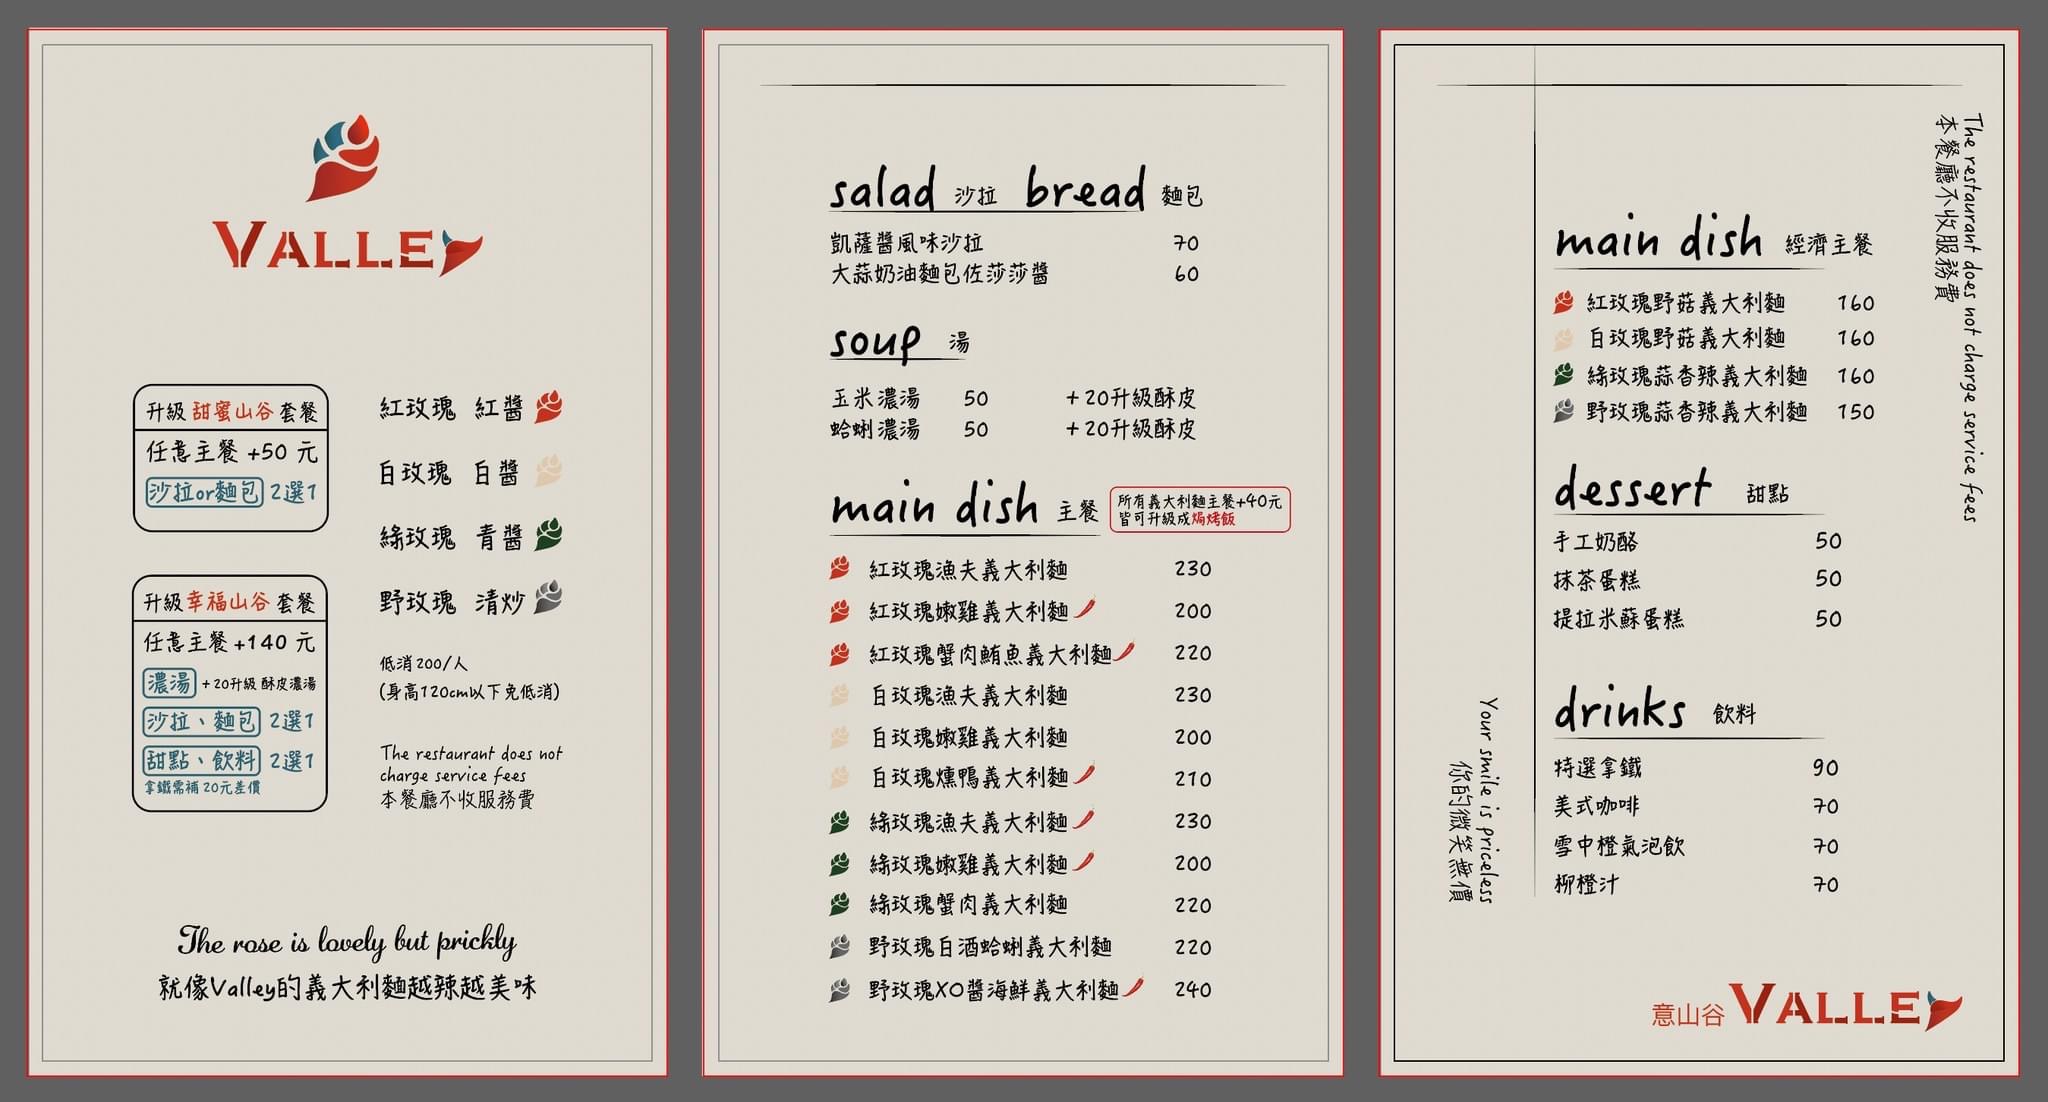 VALLEY
升級 甜蜜山谷 套餐
任意主餐 +50 元
沙拉or麵包 2選1
升級 幸福山谷 套餐
任意主餐 +140 元
濃湯 +20升級 酥皮濃湯
沙拉、麵包 2選1
甜點、飲料 2選1
拿鐵需補 20元差價
紅玫瑰 紅醬
白玫瑰 白醬
綠玫瑰 青醬
野玫瑰 清炒
低消200/人
(身高120cm以下免低消)
The restaurant does not
charge service fees
本餐廳不收服務費
The rose is lovely but prickly
就像Valley的義大利麵越辣越美味
salad 沙拉 bread 麵包
凱薩醬風味沙拉 70
大蒜奶油麵包佐莎莎醬 60
soup 湯
玉米濃湯 50 +20升級酥皮
蛤蜊濃湯 50 +20升級酥皮
main dish 主餐
所有義大利麵主餐+40元
皆可升級成焗烤飯
紅玫瑰漁夫義大利麵 230
紅玫瑰嫩雞義大利麵 200
紅玫瑰蟹肉鮪魚義大利麵 220
白玫瑰漁夫義大利麵 230
白玫瑰嫩雞義大利麵 200
白玫瑰燻鴨義大利麵 210
綠玫瑰漁夫義大利麵 230
綠玫瑰嫩雞義大利麵 200
綠玫瑰蟹肉義大利麵 220
野玫瑰白酒蛤蜊義大利麵 220
野玫瑰XO醬海鮮義大利麵 240
The restaurant does not charge service fees
本餐廳不收服務費
main dish 經濟主餐
紅玫瑰野菇義大利麵 160
白玫瑰野菇義大利麵 160
綠玫瑰蒜香辣義大利麵 160
野玫瑰蒜香辣義大利麵 150
dessert 甜點
手工奶酪 50
抹茶蛋糕 50
提拉米蘇蛋糕 50
drinks 飲料
特選拿鐵 90
美式咖啡 70
雪中橙氣泡飲 70
柳橙汁 70
Your smile is priceless
你的微笑無價
意山谷 VALLEY